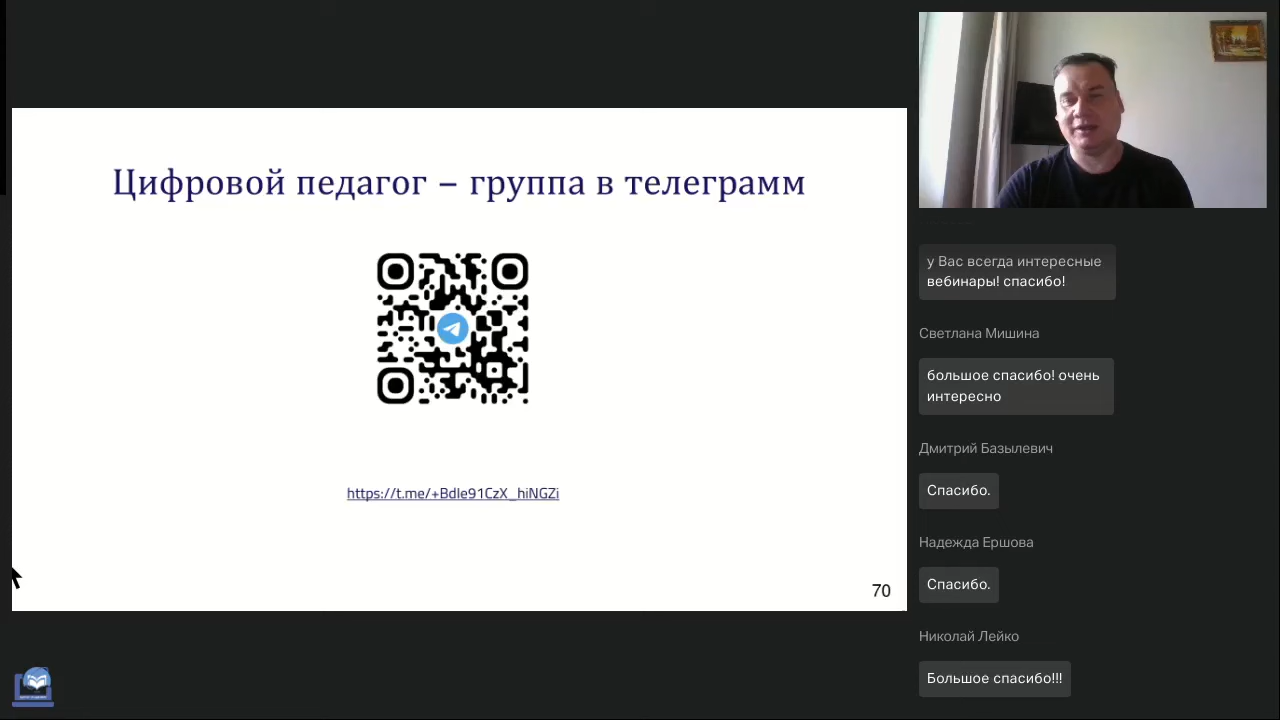 Цифровой педагог – группа в телеграмм
https://t.me/+Bdle91CzX_hiNGZi
70
у Вас всегда интересные
вебинары! спасибо!
Светлана Мишина
большое спасибо! очень
интересно
Дмитрий Базылевич
Спасибо.
Надежда Ершова
Спасибо.
Николай Лейко
Большое спасибо!!!